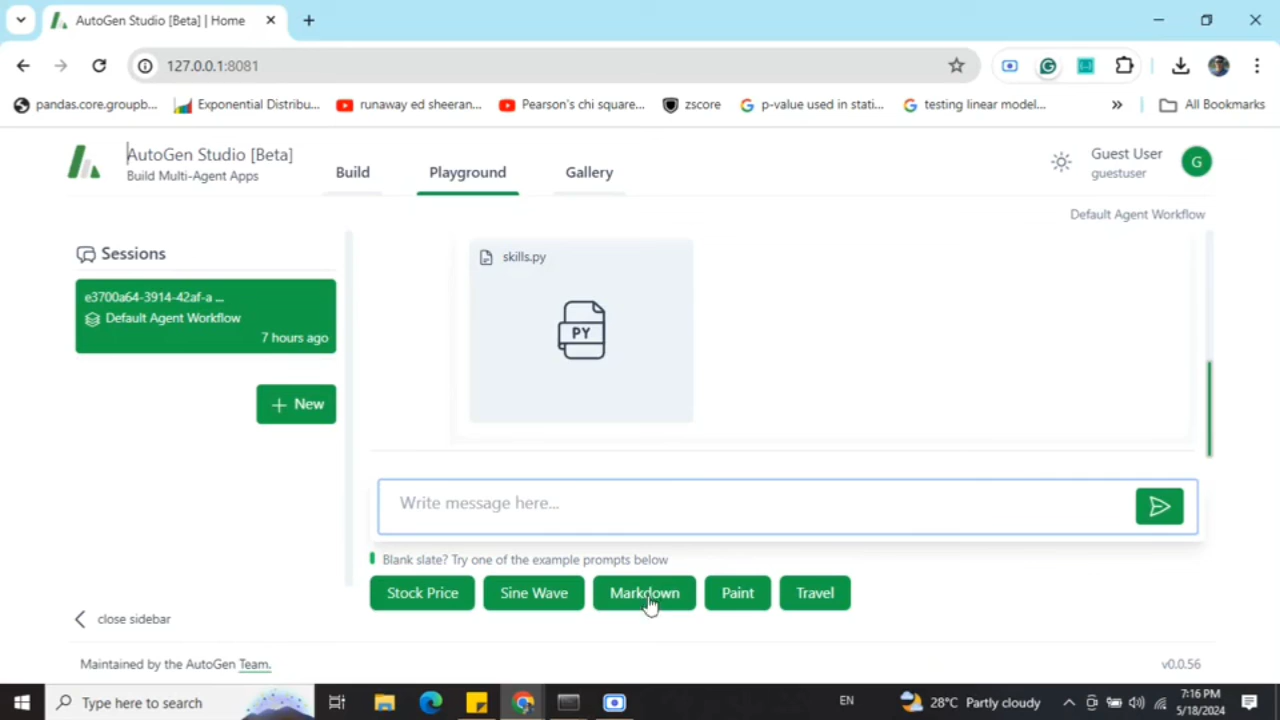 AutoGen Studio [Beta] | Home
127.0.0.1:8081
pandas.core.groupb...
Exponential Distribu...
runaway ed sheeran...
Pearson's chi square...
zscore
p-value used in stati...
testing linear model...
»
All Bookmarks
AutoGen Studio [Beta]
Build Multi-Agent Apps
Build
Playground
Gallery
Guest User
guestuser
G
Default Agent Workflow
Sessions
e3700a64-3914-42af-a ...
Default Agent Workflow
7 hours ago
+ New
skills.py
PY
Write message here...
Blank slate? Try one of the example prompts below
Stock Price
Sine Wave
Markdown
Paint
Travel
close sidebar
Maintained by the AutoGen Team.
v0.0.56
Type here to search
EN
28°C Partly cloudy
7:16 PM
5/18/2024